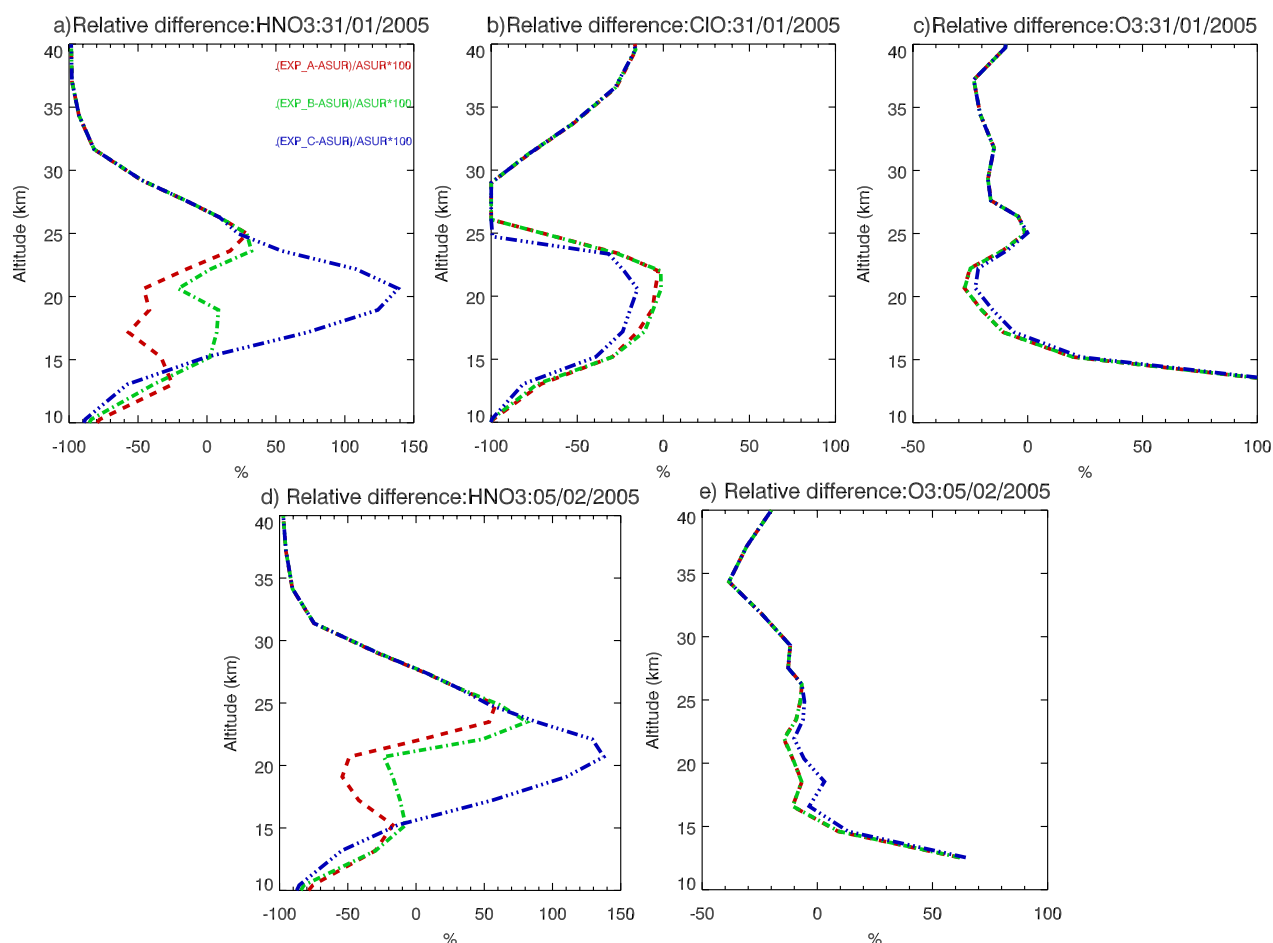 a)Relative difference:HNO3:31/01/2005
b)Relative difference:ClO:31/01/2005
c)Relative difference:O3:31/01/2005
(EXP_A-ASUR)/ASUR*100
(EXP_B-ASUR)/ASUR*100
(EXP_C-ASUR)/ASUR*100
40
35
30
25
20
15
10
Altitude (km)
-100 -50 0 50 100 150
%
40
35
30
25
20
15
10
Altitude (km)
-100 -50 0 50 100
%
40
35
30
25
20
15
10
Altitude (km)
-50 0 50 100
%
d) Relative difference:HNO3:05/02/2005
e) Relative difference:O3:05/02/2005
40
35
30
25
20
15
10
Altitude (km)
-100 -50 0 50 100 150
%
40
35
30
25
20
15
10
Altitude (km)
-50 0 50 100
%